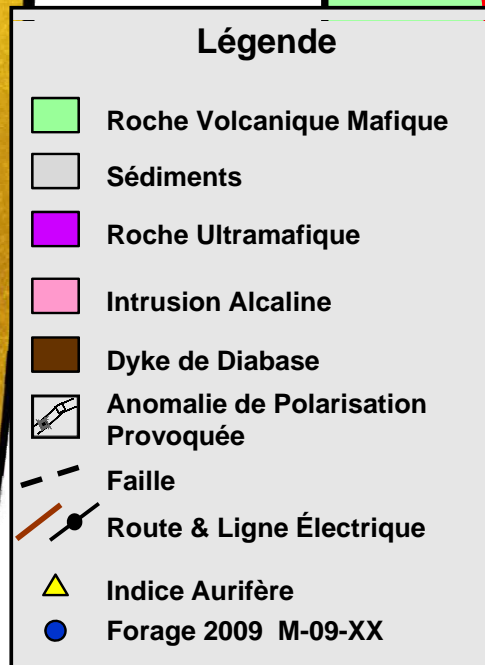 Légende
Roche Volcanique Mafique
Sédiments
Roche Ultramafique
Intrusion Alcaline
Dyke de Diabase
Anomalie de Polarisation
Provoquée
Faille
Route & Ligne Électrique
Indice Aurifère
Forage 2009 M-09-XX